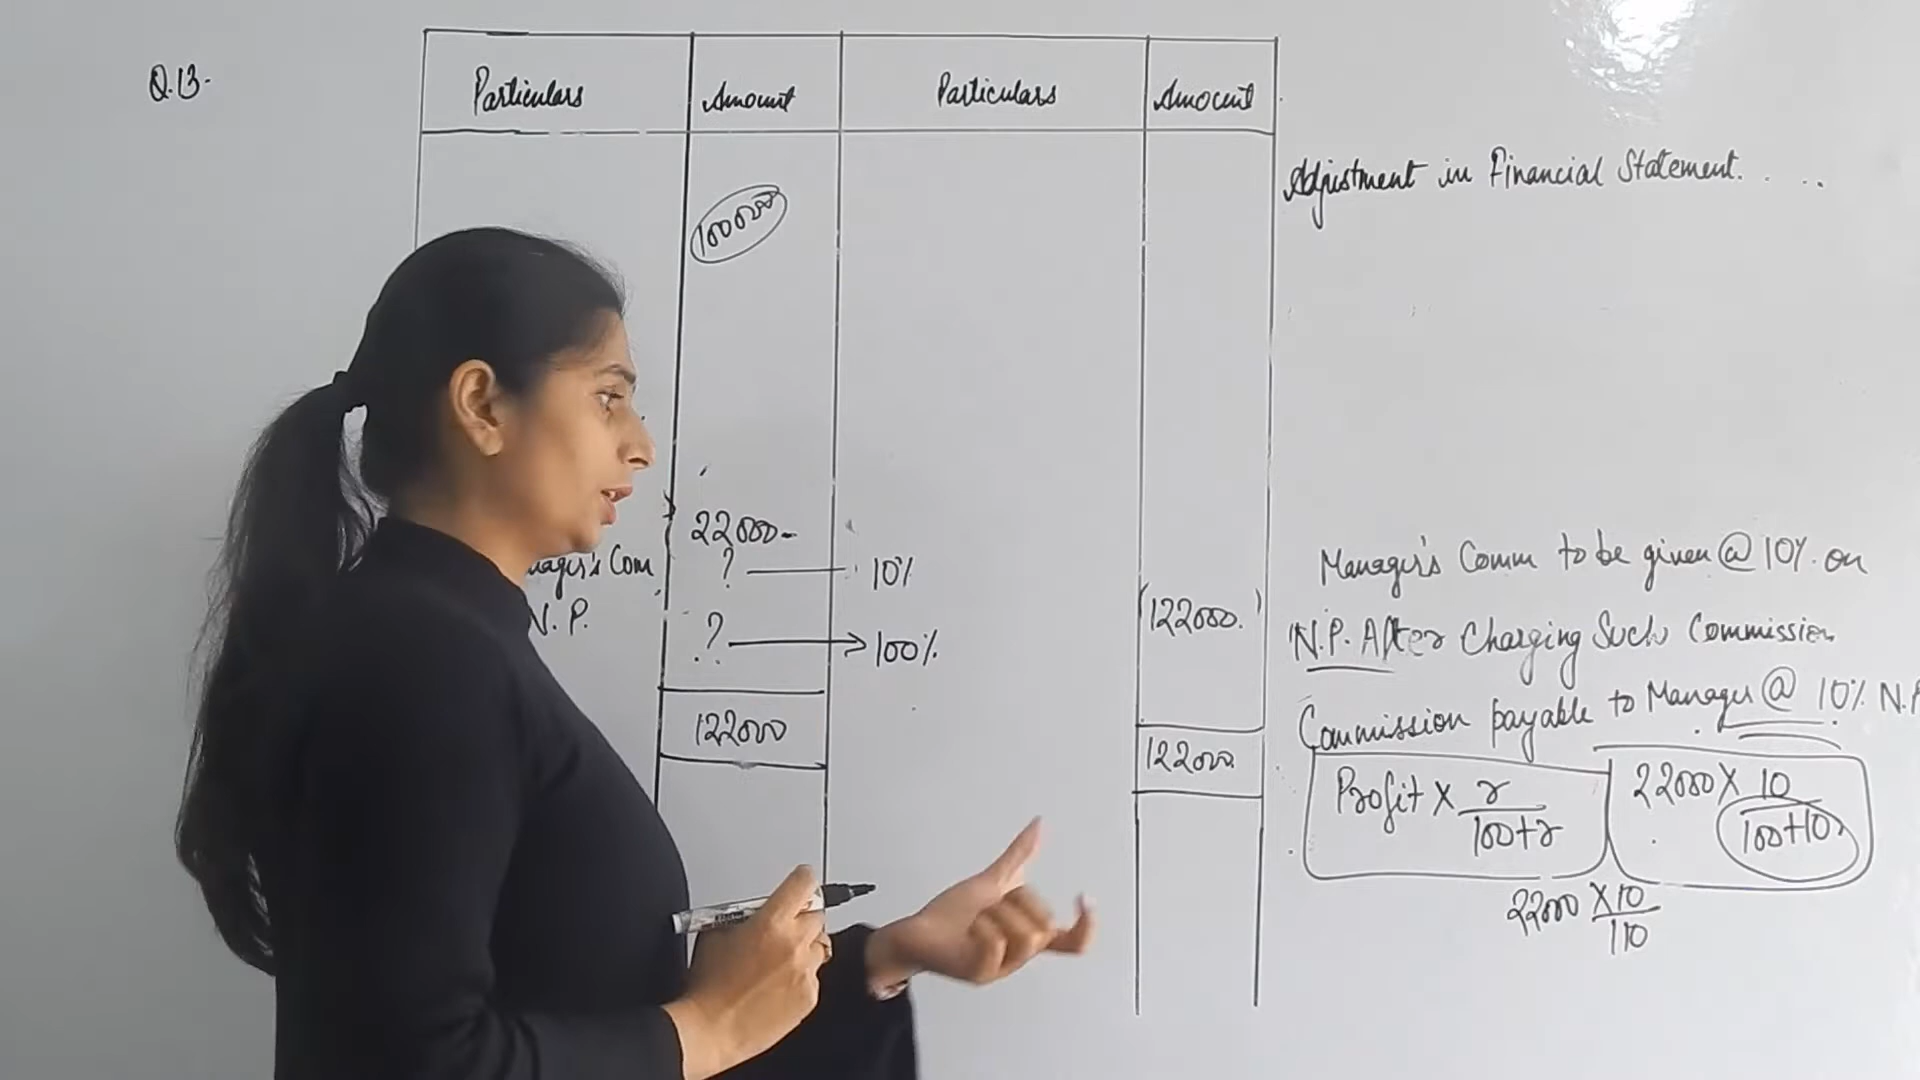 Q.13.
Particulars
Amount
Particulars
Amount
100000
22000
nager's Com ? 10%
N.P. ? 100%
122000
122000
122000
Adjustment in Financial Statement. . . .
Manager's Comm to be given @ 10% on
N.P. After Charging Such Commission
Commission payable to Manager @ 10% N.P
Profit X r / 100+r
22000 X 10 / 100+10
22000 X 10 / 110